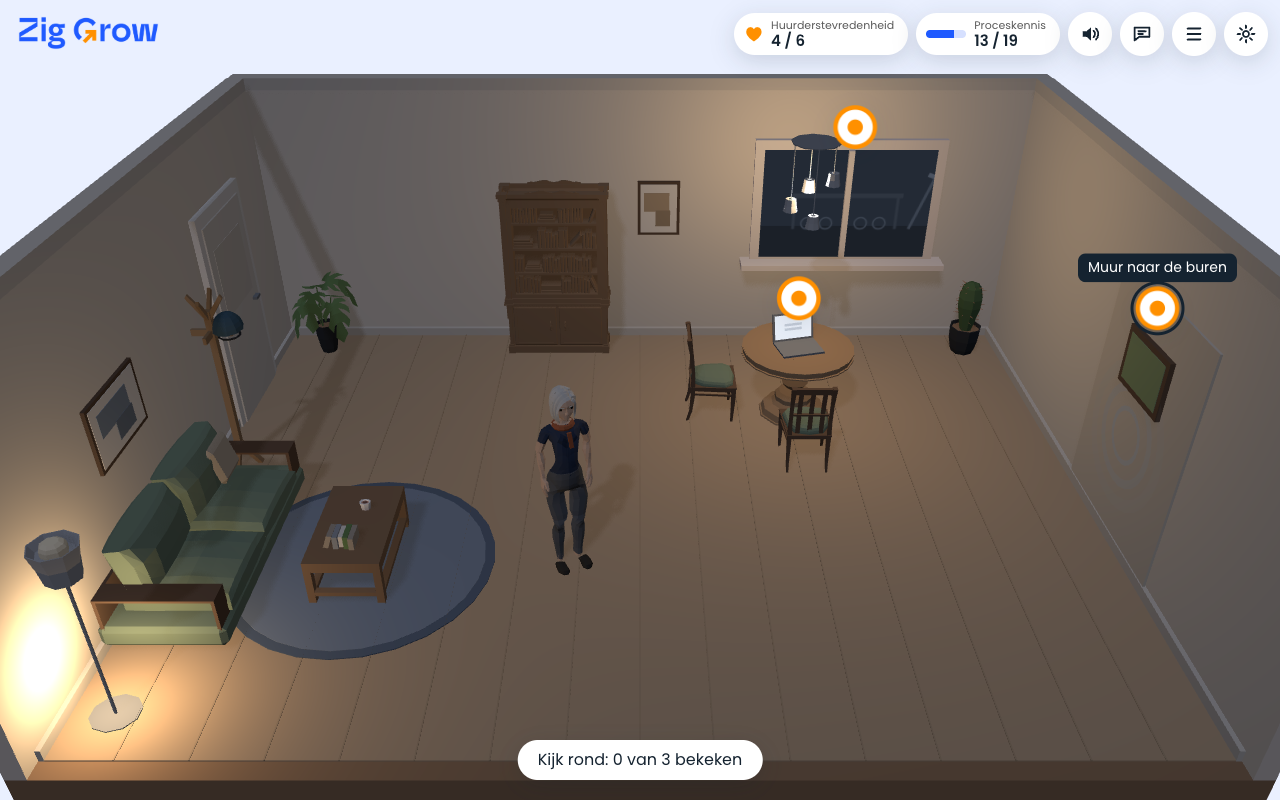 Zig Grow
Huurderstevredenheid
4 / 6
Proceskennis
13 / 19
Muur naar de buren
Kijk rond: 0 van 3 bekeken